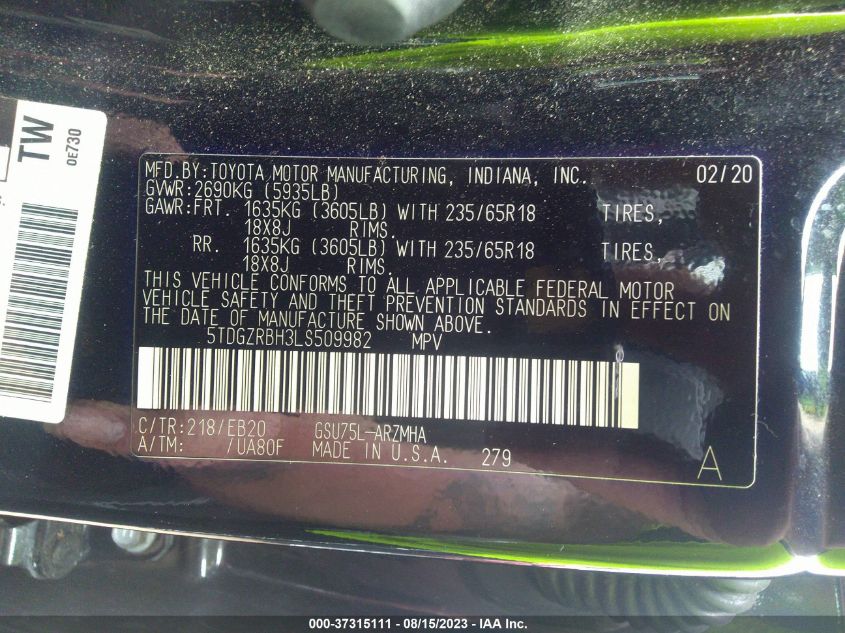 TW
0E730
MFD.BY:TOYOTA MOTOR MANUFACTURING, INDIANA, INC. 02/20
GVWR:2690KG (5935LB)
GAWR:FRT. 1635KG (3605LB) WITH 235/65R18 TIRES,
18X8J RIMS.
RR. 1635KG (3605LB) WITH 235/65R18 TIRES,
18X8J RIMS.
THIS VEHICLE CONFORMS TO ALL APPLICABLE FEDERAL MOTOR
VEHICLE SAFETY AND THEFT PREVENTION STANDARDS IN EFFECT ON
THE DATE OF MANUFACTURE SHOWN ABOVE.
5TDGZRBH3LS509982 MPV
C/TR:218/EB20 GSU75L-ARZMHA
A/TM: /UA80F MADE IN U.S.A. 279 A
000-37315111 - 08/15/2023 - IAA Inc.